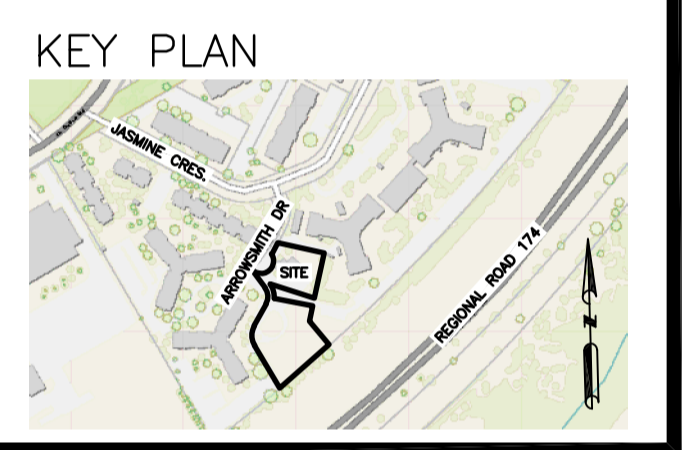 KEY PLAN
JASMINE CRES.
ARROWSMITH DR
SITE
REGIONAL ROAD 174
N